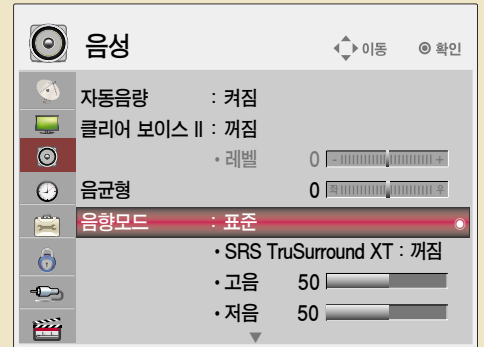 음성 이동 확인
자동음량 : 켜짐
클리어 보이스 II : 꺼짐
• 레벨 0 - +
음균형 0 좌 우
음향모드 : 표준
• SRS TruSurround XT : 꺼짐
• 고음 50
• 저음 50